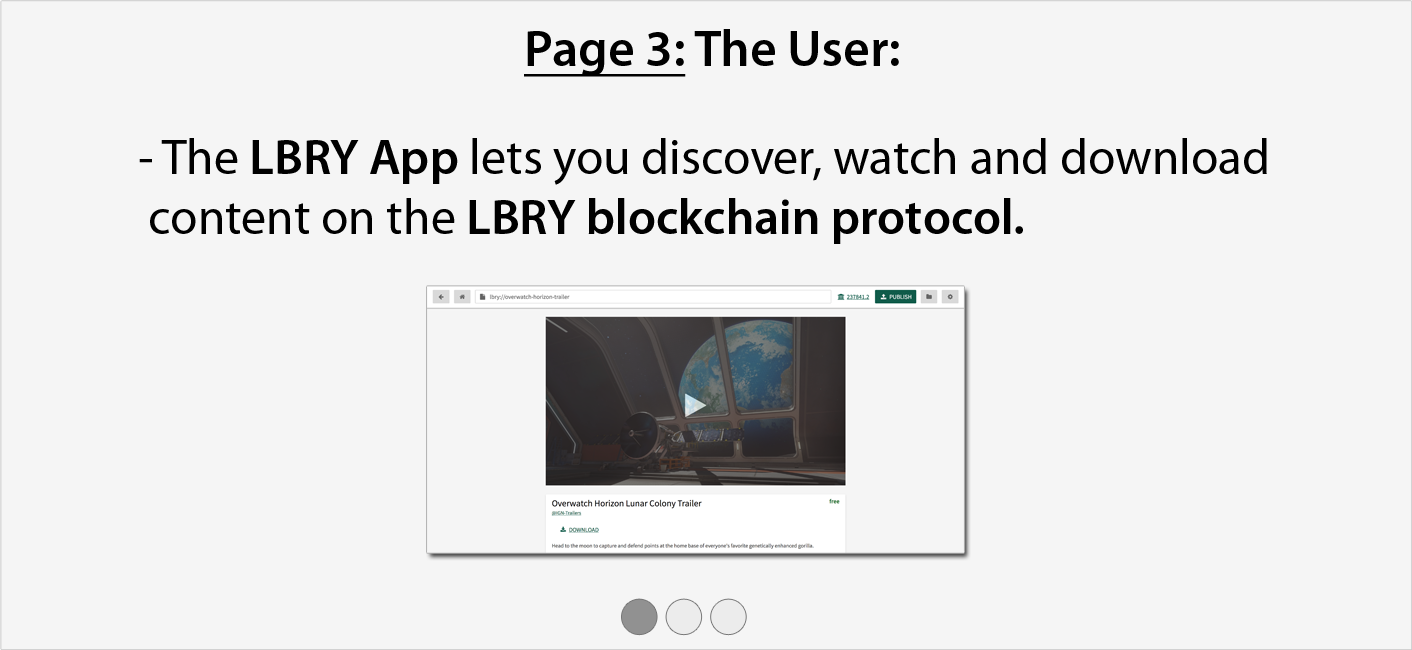 Page 3: The User:
- The LBRY App lets you discover, watch and download
content on the LBRY blockchain protocol.
lbry://overwatch-horizon-trailer
237841.2
PUBLISH
Overwatch Horizon Lunar Colony Trailer
free
@IGN-Trailers
DOWNLOAD
Head to the moon to capture and defend points at the home base of everyone's favorite genetically enhanced gorilla.